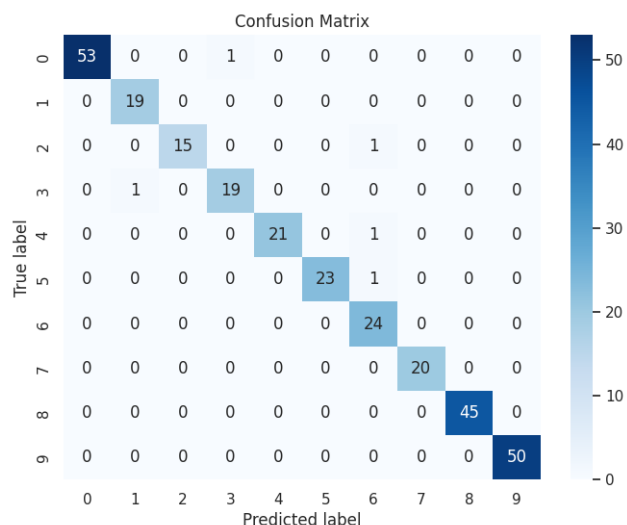 Confusion Matrix
0 53 0 0 1 0 0 0 0 0 0
1 0 19 0 0 0 0 0 0 0 0
2 0 0 15 0 0 0 1 0 0 0
3 0 1 0 19 0 0 0 0 0 0
4 0 0 0 0 21 0 1 0 0 0
5 0 0 0 0 0 23 1 0 0 0
6 0 0 0 0 0 0 24 0 0 0
7 0 0 0 0 0 0 0 20 0 0
8 0 0 0 0 0 0 0 0 45 0
9 0 0 0 0 0 0 0 0 0 50
0 1 2 3 4 5 6 7 8 9
Predicted label
True label
50
40
30
20
10
0